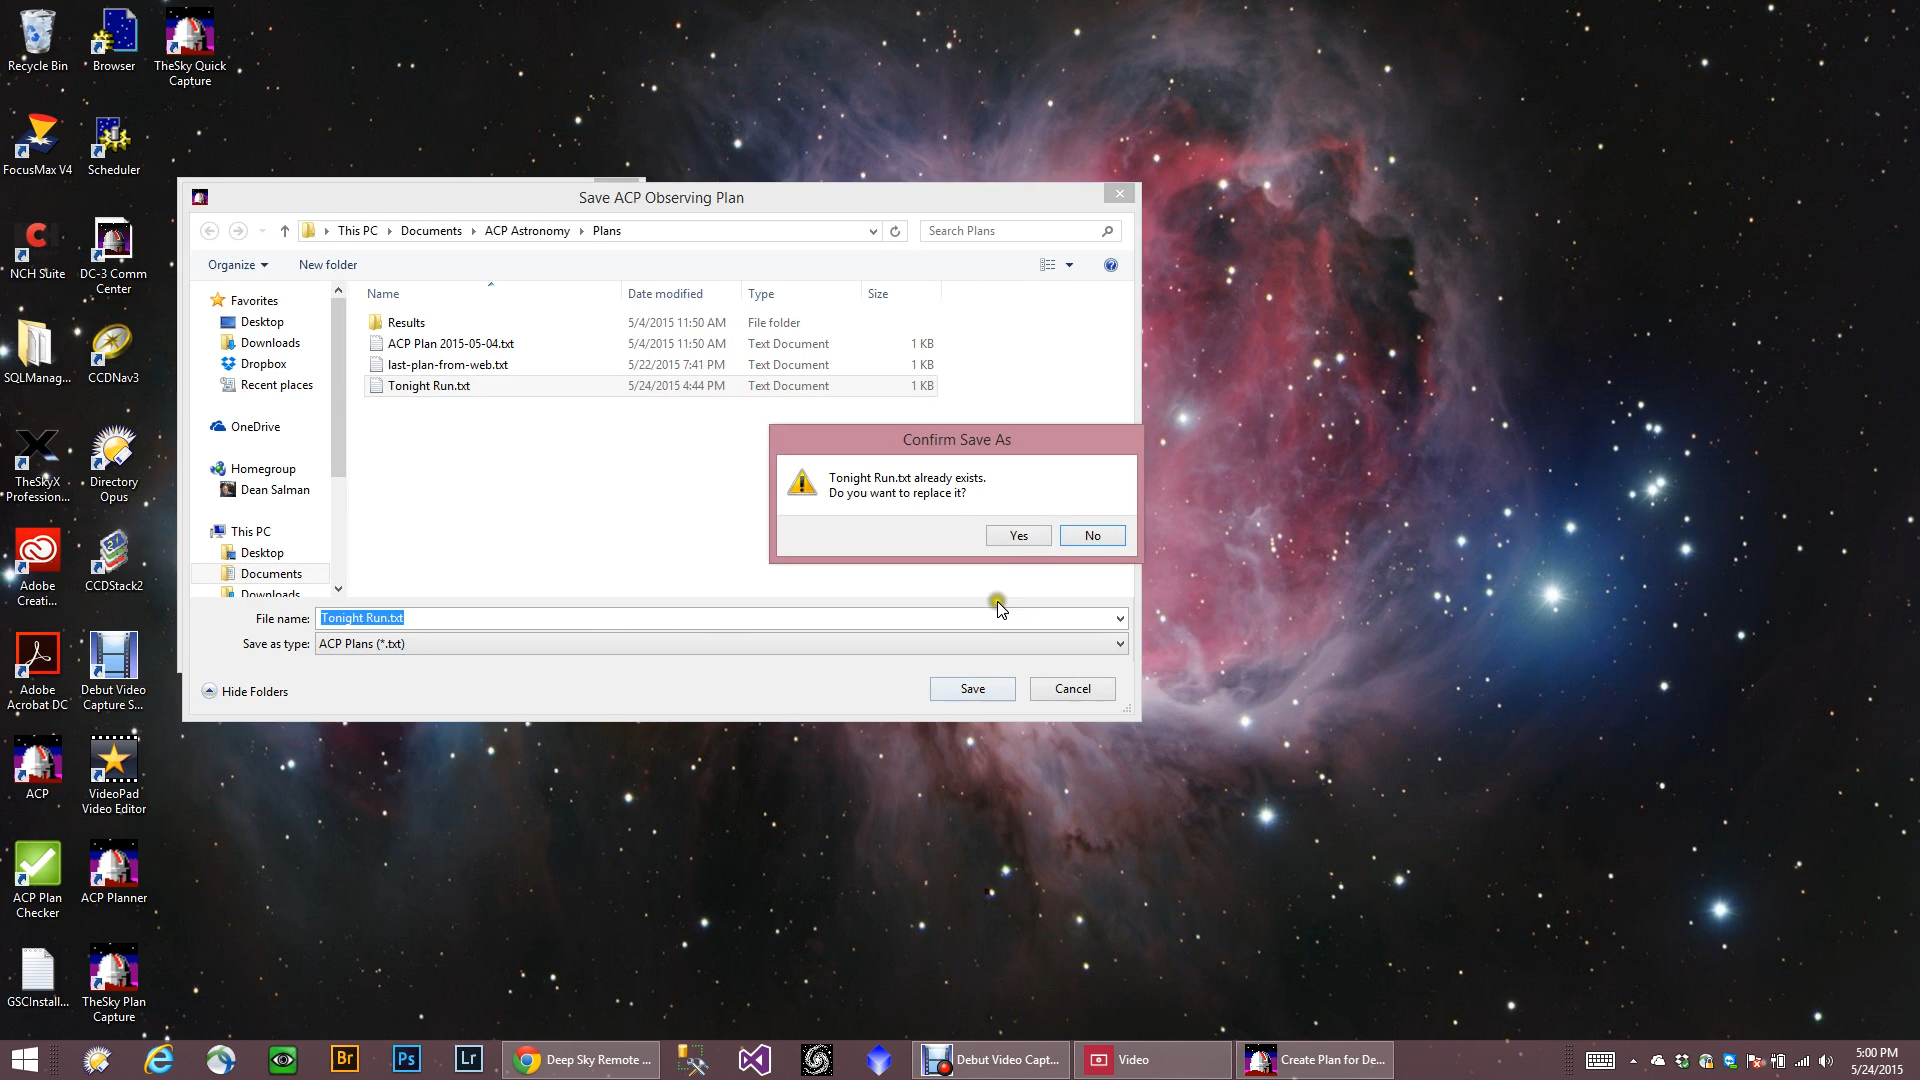 Recycle Bin
Browser
TheSky Quick
Capture
FocusMax V4
Scheduler
NCH Suite
DC-3 Comm
Center
SQLManag...
CCDNav3
TheSkyX
Profession...
Directory
Opus
Adobe
Creati...
CCDStack2
Adobe
Acrobat DC
Debut Video
Capture S...
ACP
VideoPad
Video Editor
ACP Plan
Checker
ACP Planner
GSCInstall...
TheSky Plan
Capture
Save ACP Observing Plan
This PC
Documents
ACP Astronomy
Plans
Search Plans
Organize
New folder
Favorites
Desktop
Downloads
Dropbox
Recent places
OneDrive
Homegroup
Dean Salman
This PC
Desktop
Documents
Downloads
Name Date modified Type Size
Results 5/4/2015 11:50 AM File folder
ACP Plan 2015-05-04.txt 5/4/2015 11:50 AM Text Document 1 KB
last-plan-from-web.txt 5/22/2015 7:41 PM Text Document 1 KB
Tonight Run.txt 5/24/2015 4:44 PM Text Document 1 KB
Confirm Save As
Tonight Run.txt already exists.
Do you want to replace it?
Yes No
File name: Tonight Run.txt
Save as type: ACP Plans (*.txt)
Hide Folders
Save Cancel
Br
Ps
Lr
Deep Sky Remote ...
Debut Video Capt...
Video
Create Plan for De...
5:00 PM
5/24/2015